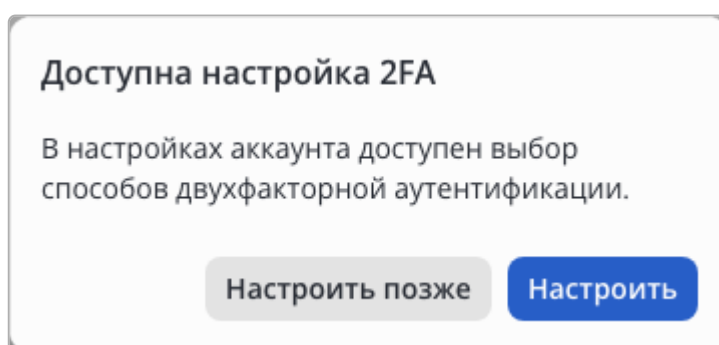 Доступна настройка 2FA
В настройках аккаунта доступен выбор
способов двухфакторной аутентификации.
Настроить позже
Настроить